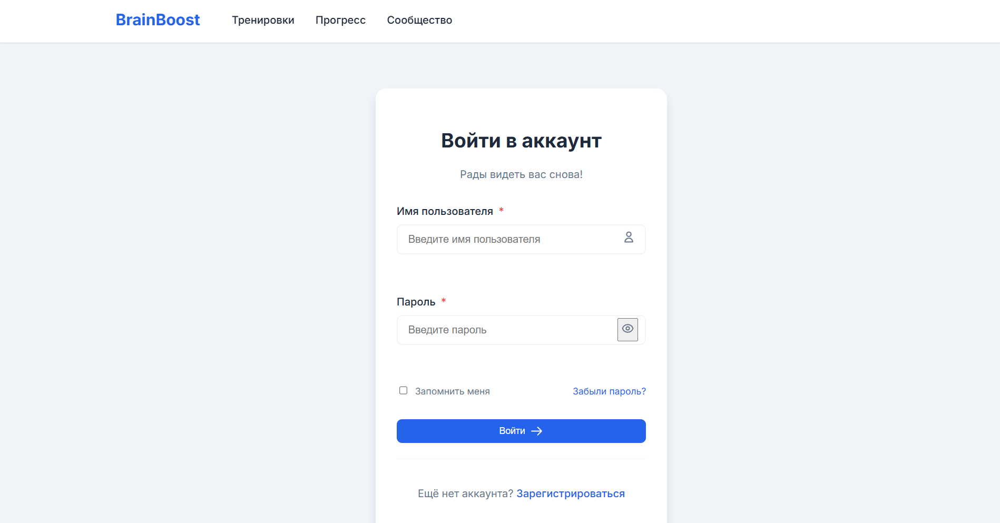 BrainBoost Тренировки Прогресс Сообщество
Войти в аккаунт
Рады видеть вас снова!
Имя пользователя *
Введите имя пользователя
Пароль *
Введите пароль
Запомнить меня Забыли пароль?
Войти →
Ещё нет аккаунта? Зарегистрироваться